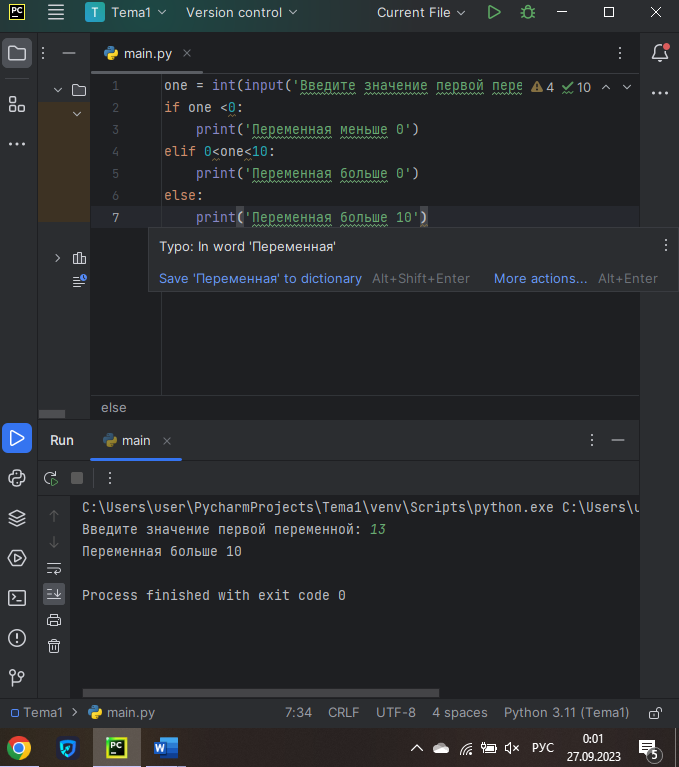 PC T Tema1 Version control Current File
main.py
1 one = int(input('Введите значение первой пере 4 10
2 if one <0:
3 print('Переменная меньше 0')
4 elif 0<one<10:
5 print('Переменная больше 0')
6 else:
7 print('Переменная больше 10')
Typo: In word 'Переменная'
Save 'Переменная' to dictionary Alt+Shift+Enter More actions... Alt+Enter
else
Run main
C:\Users\user\PycharmProjects\Tema1\venv\Scripts\python.exe C:\Users\u
Введите значение первой переменной: 13
Переменная больше 10
Process finished with exit code 0
Tema1 main.py 7:34 CRLF UTF-8 4 spaces Python 3.11 (Tema1)
PC W РУС 0:01
27.09.2023 5